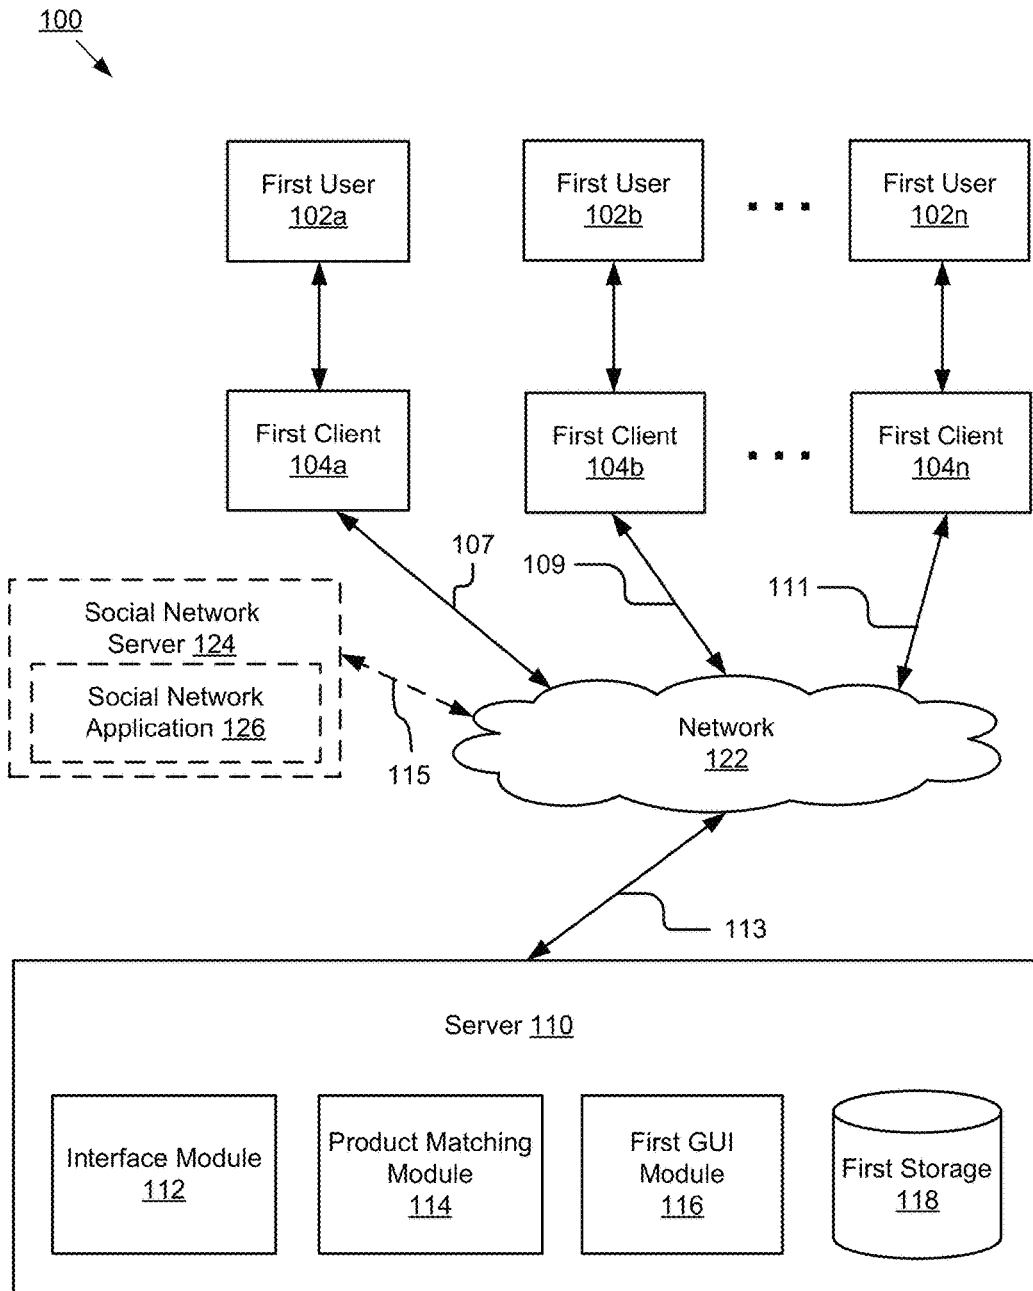 100
First User
102a
First User
102b
First User
102n
First Client
104a
First Client
104b
First Client
104n
107
109
111
Social Network
Server 124
Social Network
Application 126
115
Network
122
113
Server 110
Interface Module
112
Product Matching
Module
114
First GUI
Module
116
First Storage
118